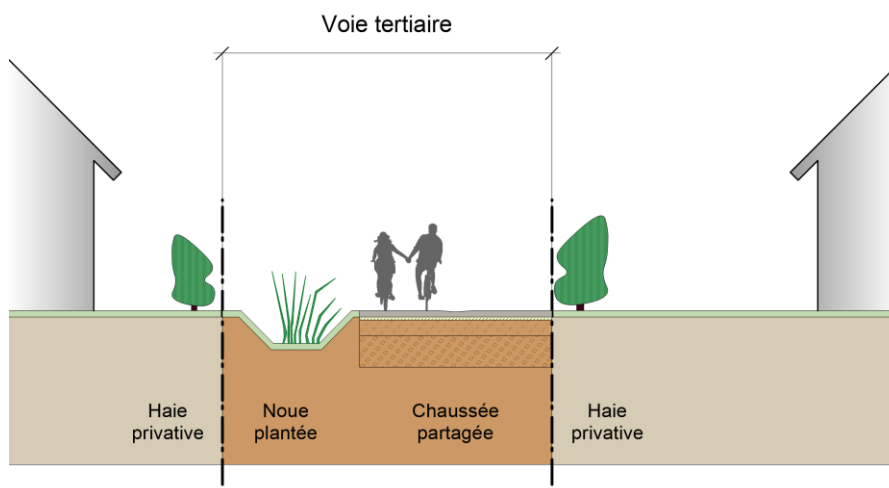 Voie tertiaire
Haie
privative
Noue
plantée
Chaussée
partagée
Haie
privative